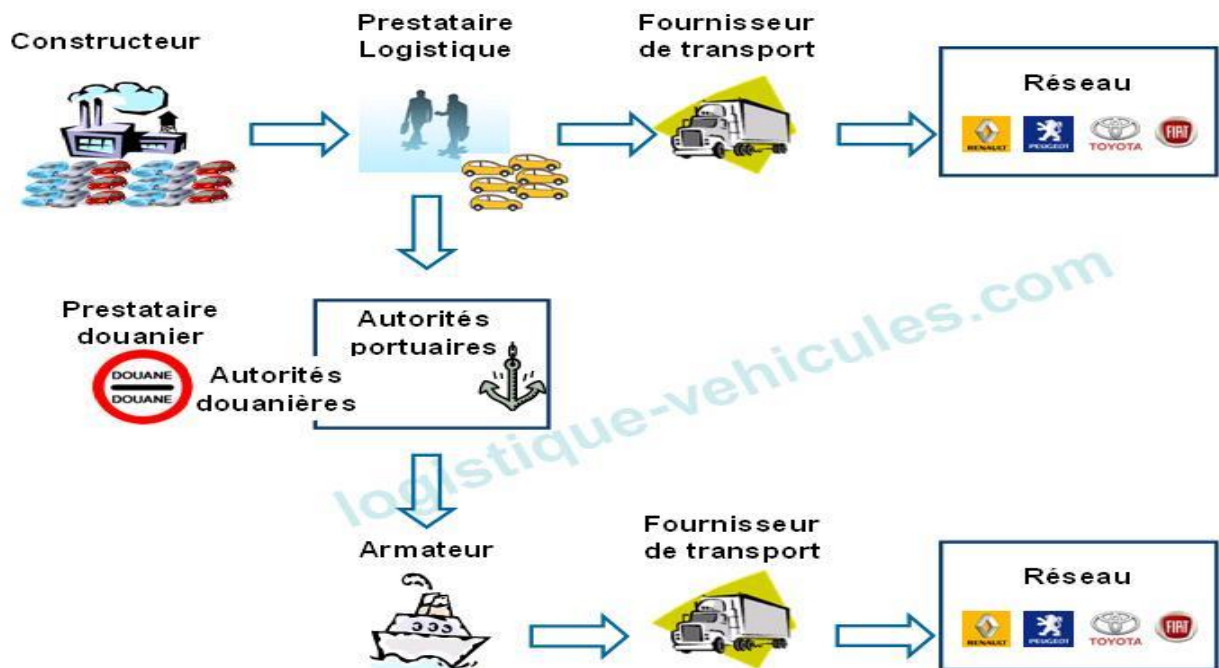 Constructeur
Prestataire
Logistique
Fournisseur
de transport
Réseau
RENAULT
PEUGEOT
TOYOTA
FIAT
Prestataire
douanier
DOUANE
DOUANE
Autorités
douanières
Autorités
portuaires
logistique-vehicules.com
Armateur
Fournisseur
de transport
Réseau
RENAULT
PEUGEOT
TOYOTA
FIAT